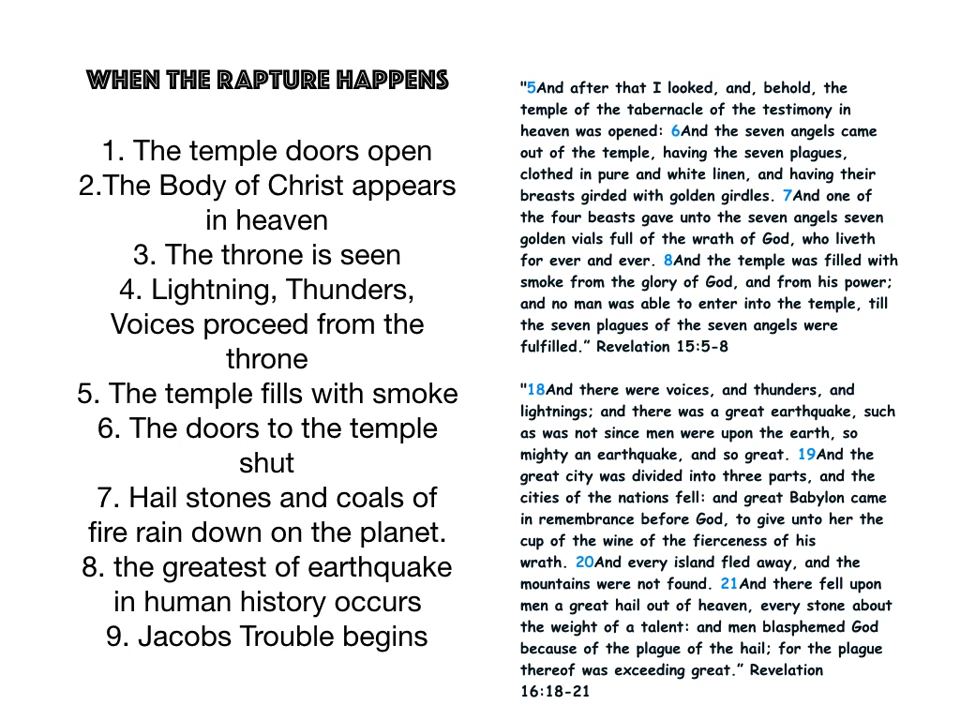 WHEN THE RAPTURE HAPPENS
1. The temple doors open
2.The Body of Christ appears
in heaven
3. The throne is seen
4. Lightning, Thunders,
Voices proceed from the
throne
5. The temple fills with smoke
6. The doors to the temple
shut
7. Hail stones and coals of
fire rain down on the planet.
8. the greatest of earthquake
in human history occurs
9. Jacobs Trouble begins
"5And after that I looked, and, behold, the
temple of the tabernacle of the testimony in
heaven was opened: 6And the seven angels came
out of the temple, having the seven plagues,
clothed in pure and white linen, and having their
breasts girded with golden girdles. 7And one of
the four beasts gave unto the seven angels seven
golden vials full of the wrath of God, who liveth
for ever and ever. 8And the temple was filled with
smoke from the glory of God, and from his power;
and no man was able to enter into the temple, till
the seven plagues of the seven angels were
fulfilled.” Revelation 15:5-8
"18And there were voices, and thunders, and
lightnings; and there was a great earthquake, such
as was not since men were upon the earth, so
mighty an earthquake, and so great. 19And the
great city was divided into three parts, and the
cities of the nations fell: and great Babylon came
in remembrance before God, to give unto her the
cup of the wine of the fierceness of his
wrath. 20And every island fled away, and the
mountains were not found. 21And there fell upon
men a great hail out of heaven, every stone about
the weight of a talent: and men blasphemed God
because of the plague of the hail; for the plague
thereof was exceeding great.” Revelation
16:18-21